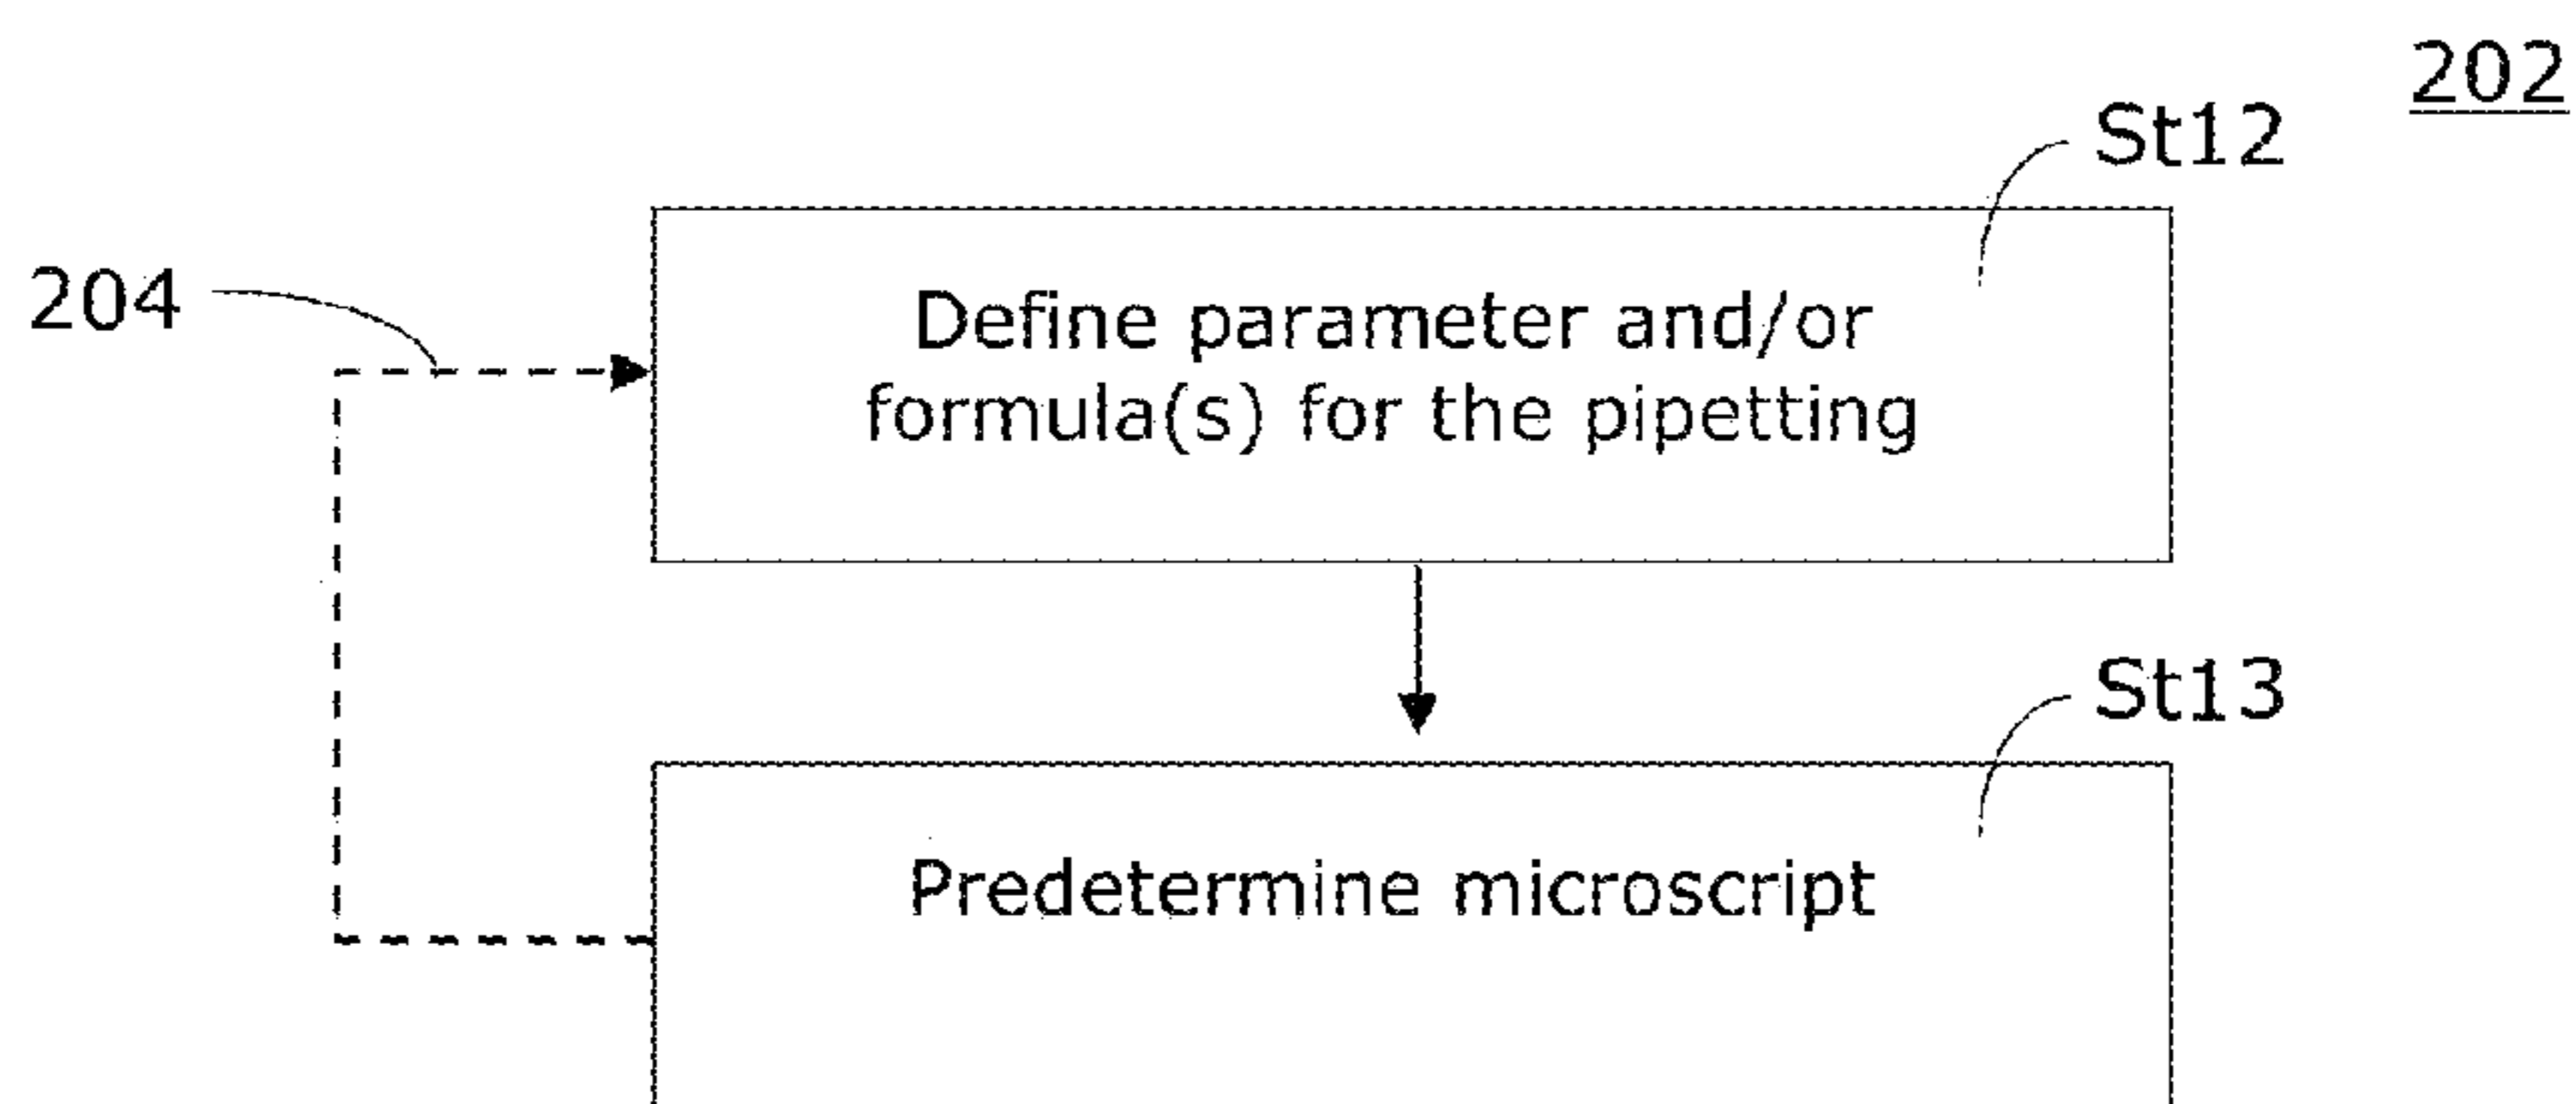 202
St12
204
Define parameter and/or
formula(s) for the pipetting
St13
Predetermine microscript